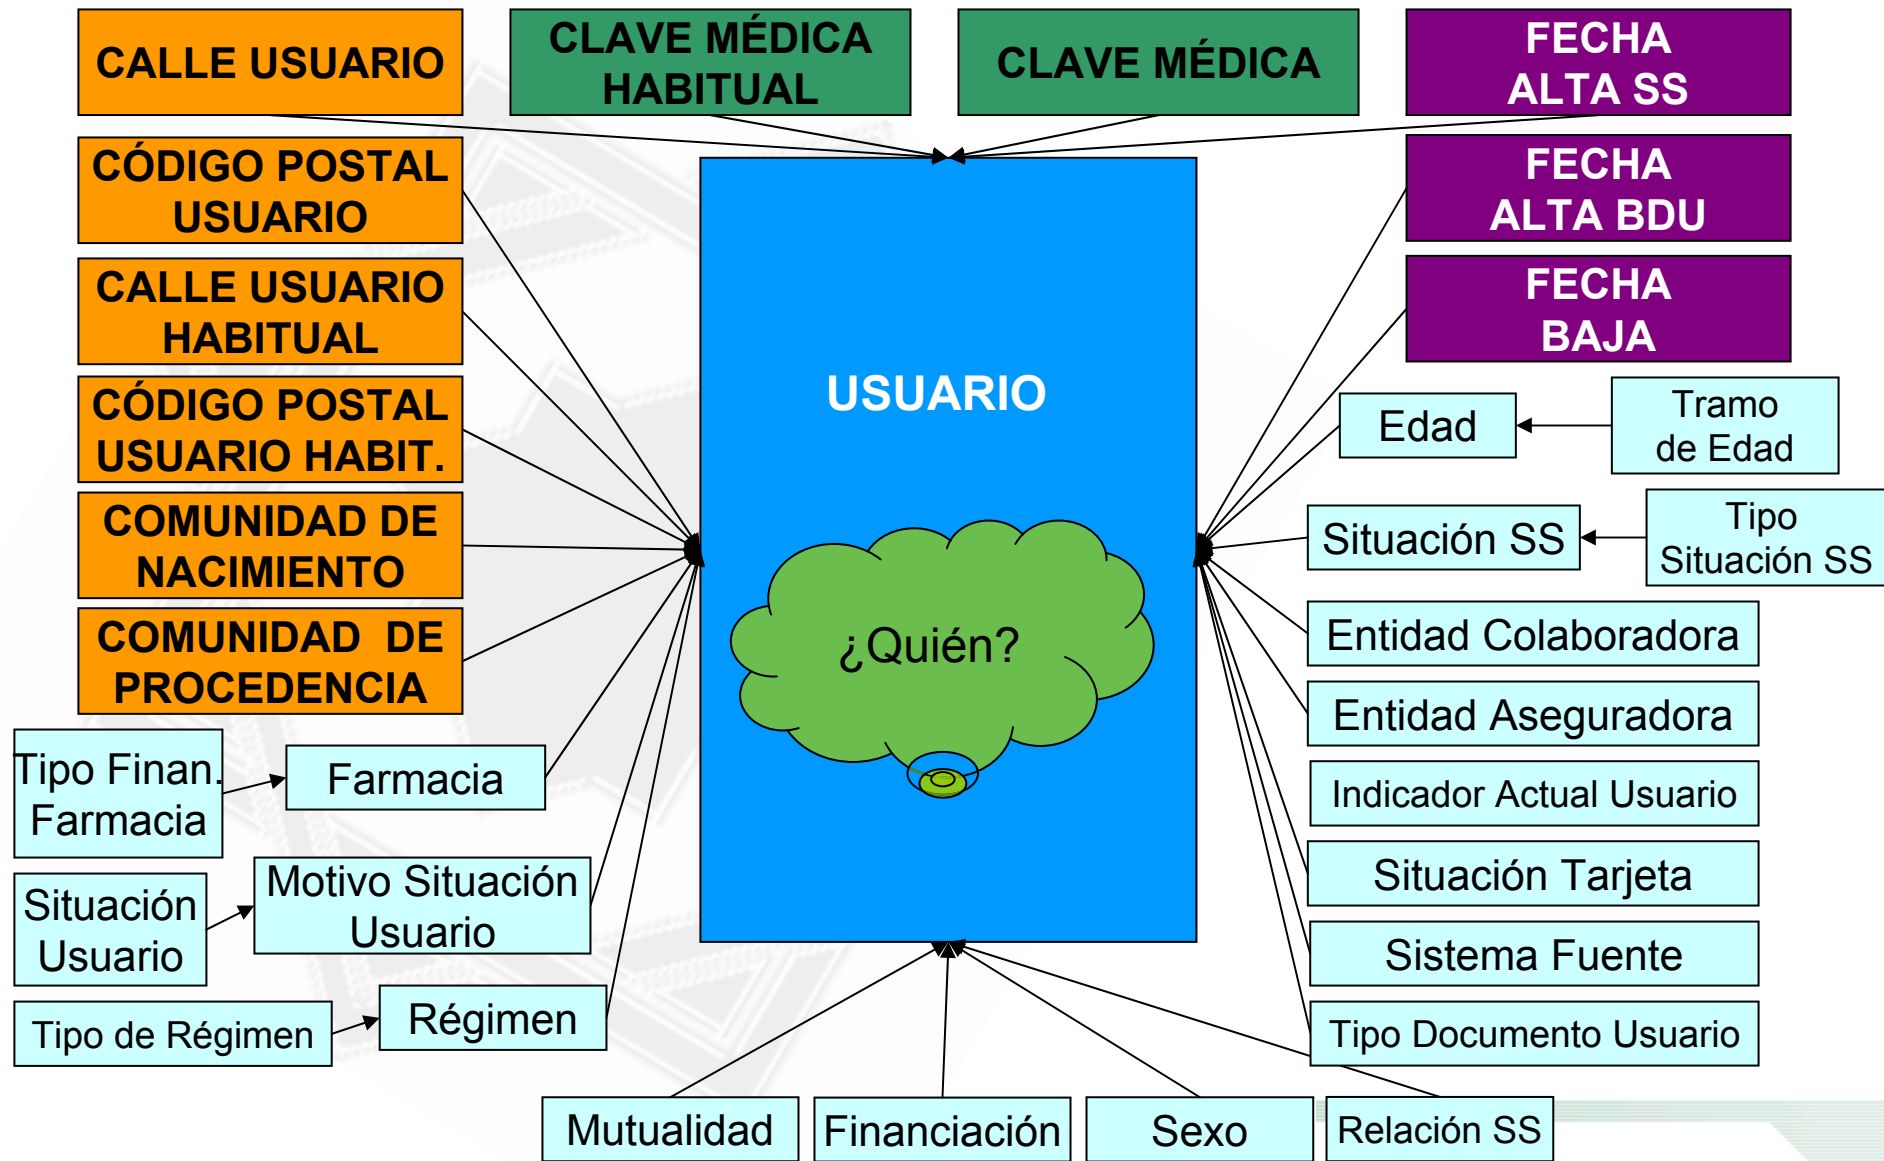 CALLE USUARIO
CLAVE MÉDICA
HABITUAL
CLAVE MÉDICA
FECHA
ALTA SS
CÓDIGO POSTAL
USUARIO
FECHA
ALTA BDU
CALLE USUARIO
HABITUAL
FECHA
BAJA
USUARIO
CÓDIGO POSTAL
USUARIO HABIT.
Edad
Tramo
de Edad
COMUNIDAD DE
NACIMIENTO
Situación SS
Tipo
Situación SS
¿Quién?
COMUNIDAD DE
PROCEDENCIA
Entidad Colaboradora
Entidad Aseguradora
Tipo Finan.
Farmacia
Farmacia
Indicador Actual Usuario
Situación
Usuario
Motivo Situación
Usuario
Situación Tarjeta
Sistema Fuente
Tipo de Régimen
Régimen
Tipo Documento Usuario
Mutualidad
Financiación
Sexo
Relación SS